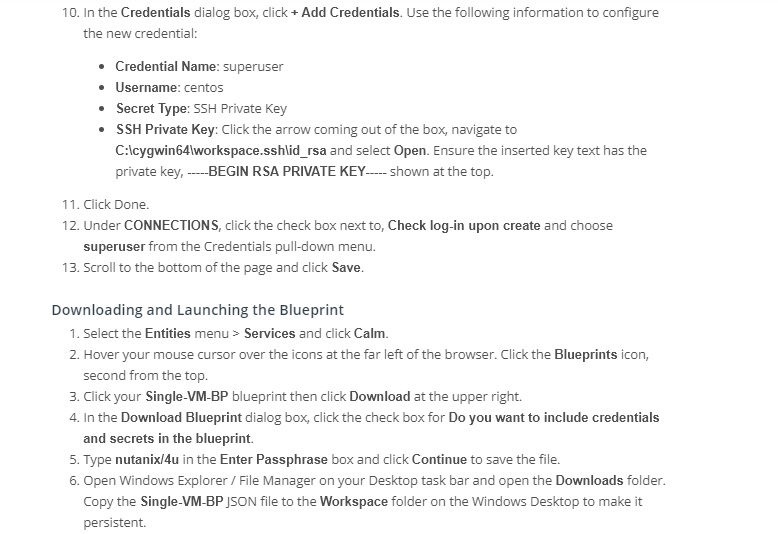 10. In the Credentials dialog box, click + Add Credentials. Use the following information to configure
the new credential:
• Credential Name: superuser
• Username: centos
• Secret Type: SSH Private Key
• SSH Private Key: Click the arrow coming out of the box, navigate to
C:\cygwin64\workspace.ssh\id_rsa and select Open. Ensure the inserted key text has the
private key, -----BEGIN RSA PRIVATE KEY----- shown at the top.
11. Click Done.
12. Under CONNECTIONS, click the check box next to, Check log-in upon create and choose
superuser from the Credentials pull-down menu.
13. Scroll to the bottom of the page and click Save.
Downloading and Launching the Blueprint
1. Select the Entities menu > Services and click Calm.
2. Hover your mouse cursor over the icons at the far left of the browser. Click the Blueprints icon,
second from the top.
3. Click your Single-VM-BP blueprint then click Download at the upper right.
4. In the Download Blueprint dialog box, click the check box for Do you want to include credentials
and secrets in the blueprint.
5. Type nutanix/4u in the Enter Passphrase box and click Continue to save the file.
6. Open Windows Explorer / File Manager on your Desktop task bar and open the Downloads folder.
Copy the Single-VM-BP JSON file to the Workspace folder on the Windows Desktop to make it
persistent.